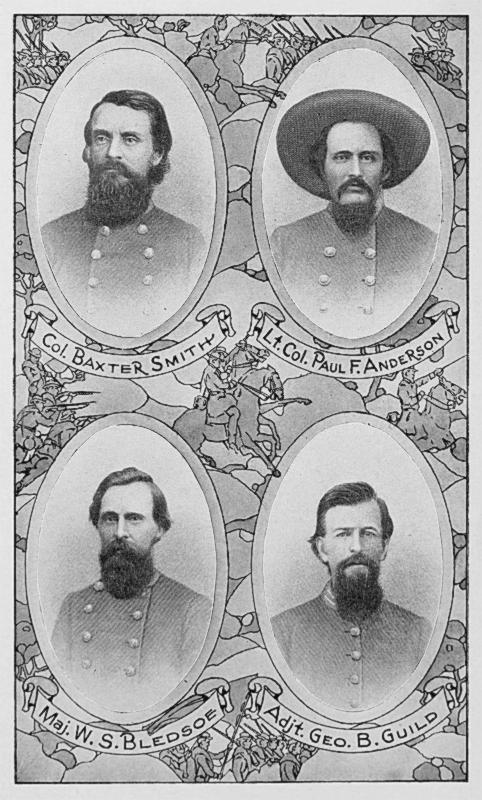 Col. BAXTER SMITH
Lt. Col. PAUL F. ANDERSON
Maj. W. S. BLEDSOE
Adjt. GEO. B. GUILD